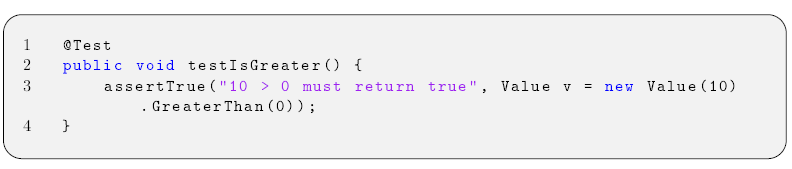 1 @Test
2 public void testIsGreater() {
3 assertTrue("10 > 0 must return true", Value v = new Value(10)
.GreaterThan(0));
4 }